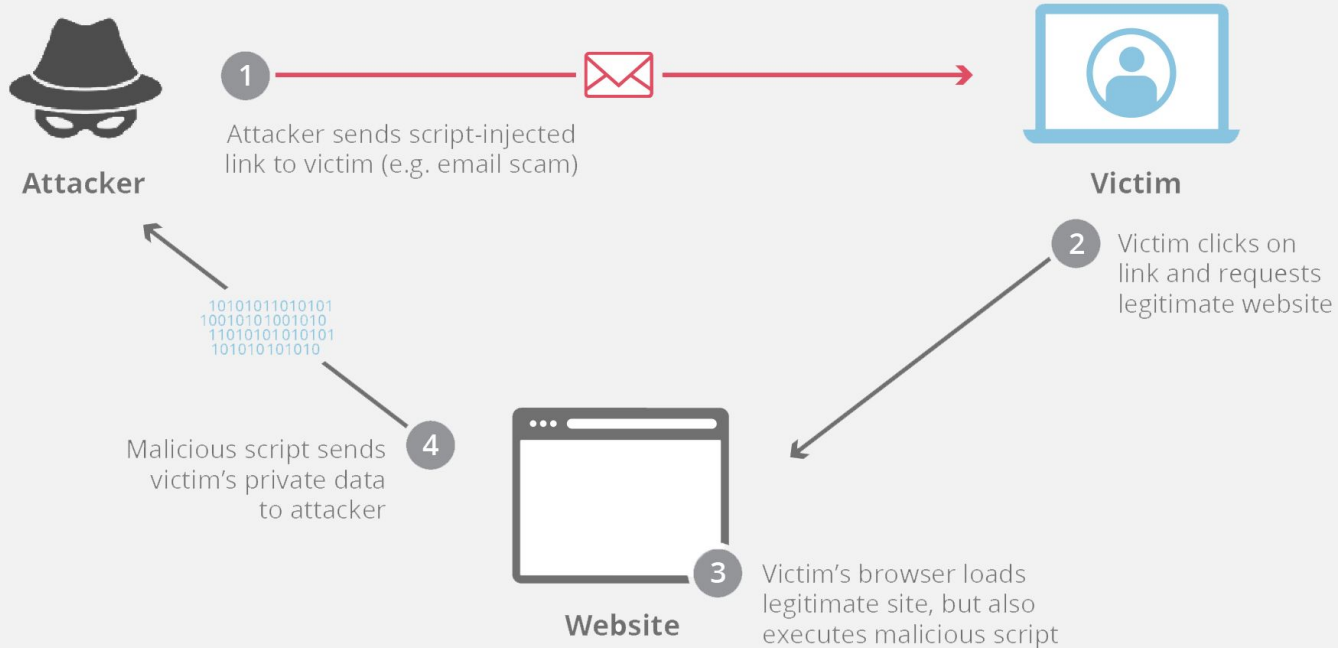 1
Attacker sends script-injected
link to victim (e.g. email scam)
Attacker
Victim
2
Victim clicks on
link and requests
legitimate website
10101011010101
10010101001010
11010101010101
101010101010
4
Malicious script sends
victim’s private data
to attacker
3
Victim’s browser loads
legitimate site, but also
executes malicious script
Website